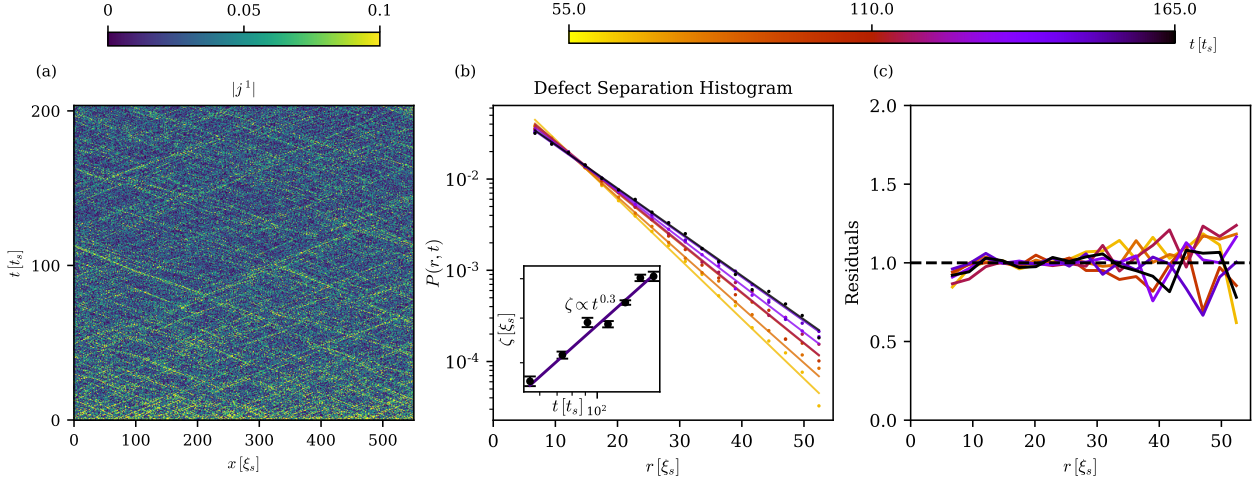 0 0.05 0.1
55.0 110.0 165.0
t [t_s]
(a)
|j^1|
200
100
0
t [t_s]
0 100 200 300 400 500
x [ξ_s]
(b)
Defect Separation Histogram
10^{-2}
10^{-3}
10^{-4}
P(r, t)
ζ ∝ t^{0.3}
ζ [ξ_s]
t [t_s] 10^2
0 10 20 30 40 50
r [ξ_s]
(c)
2.0
1.5
1.0
0.5
0.0
Residuals
0 10 20 30 40 50
r [ξ_s]